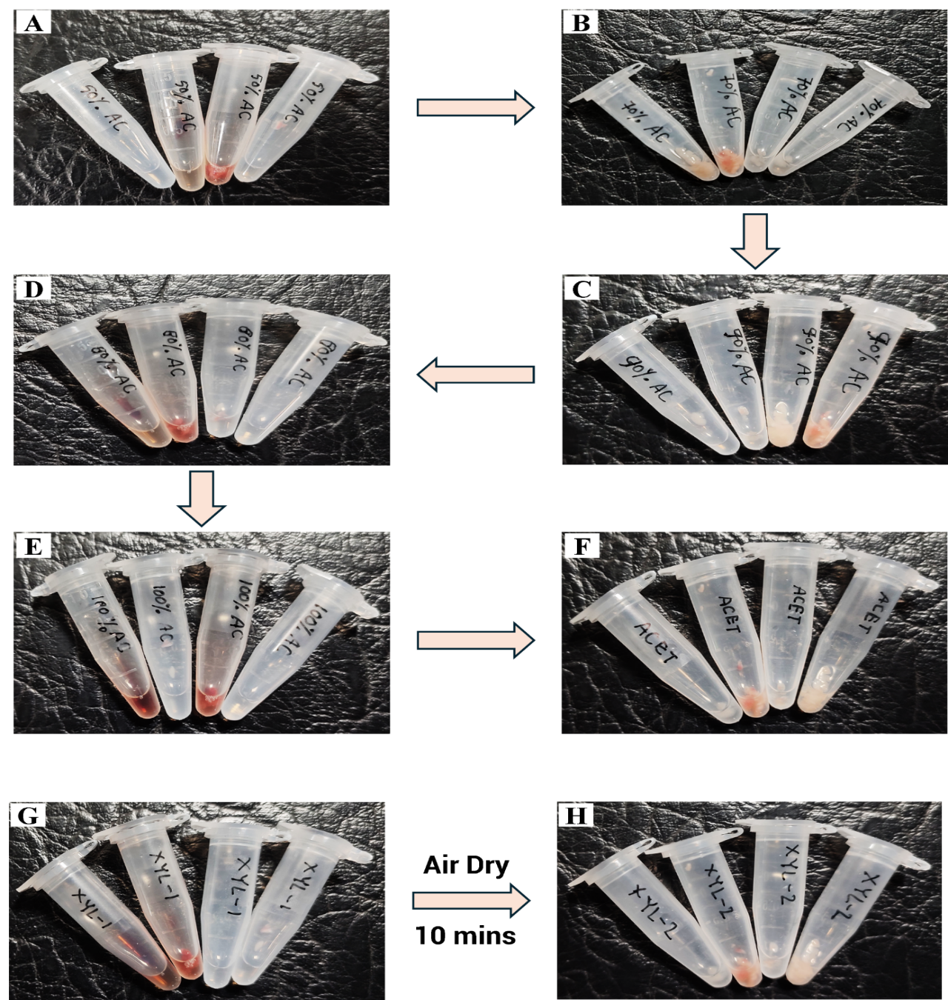 A
50% AC
50% AC
50% AC
50% AC
B
70% AC
70% AC
70% AC
70% AC
D
80% AC
80% AC
80% AC
80% AC
C
90% AC
90% AC
90% AC
90% AC
E
100% AC
100% AC
100% AC
100% AC
F
ACET
ACET
ACET
ACET
G
XYL-1
XYL-1
XYL-1
XYL-1
Air Dry
10 mins
H
XYL-2
XYL-2
XYL-2
XYL-2